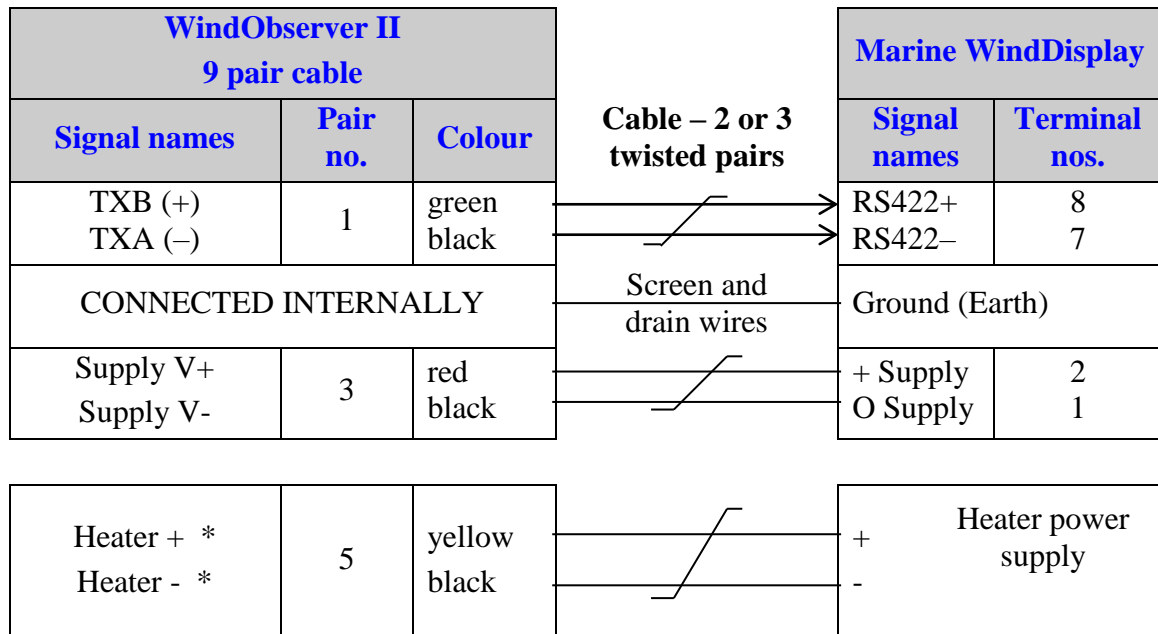 WindObserver II
9 pair cable
Marine WindDisplay
Signal names
Pair no.
Colour
Cable – 2 or 3
twisted pairs
Signal names
Terminal nos.
TXB (+)
TXA (–)
1
green
black
RS422+
RS422–
8
7
CONNECTED INTERNALLY
Screen and
drain wires
Ground (Earth)
Supply V+
Supply V-
3
red
black
+ Supply
O Supply
2
1
Heater + *
Heater - *
5
yellow
black
+
-
Heater power
supply